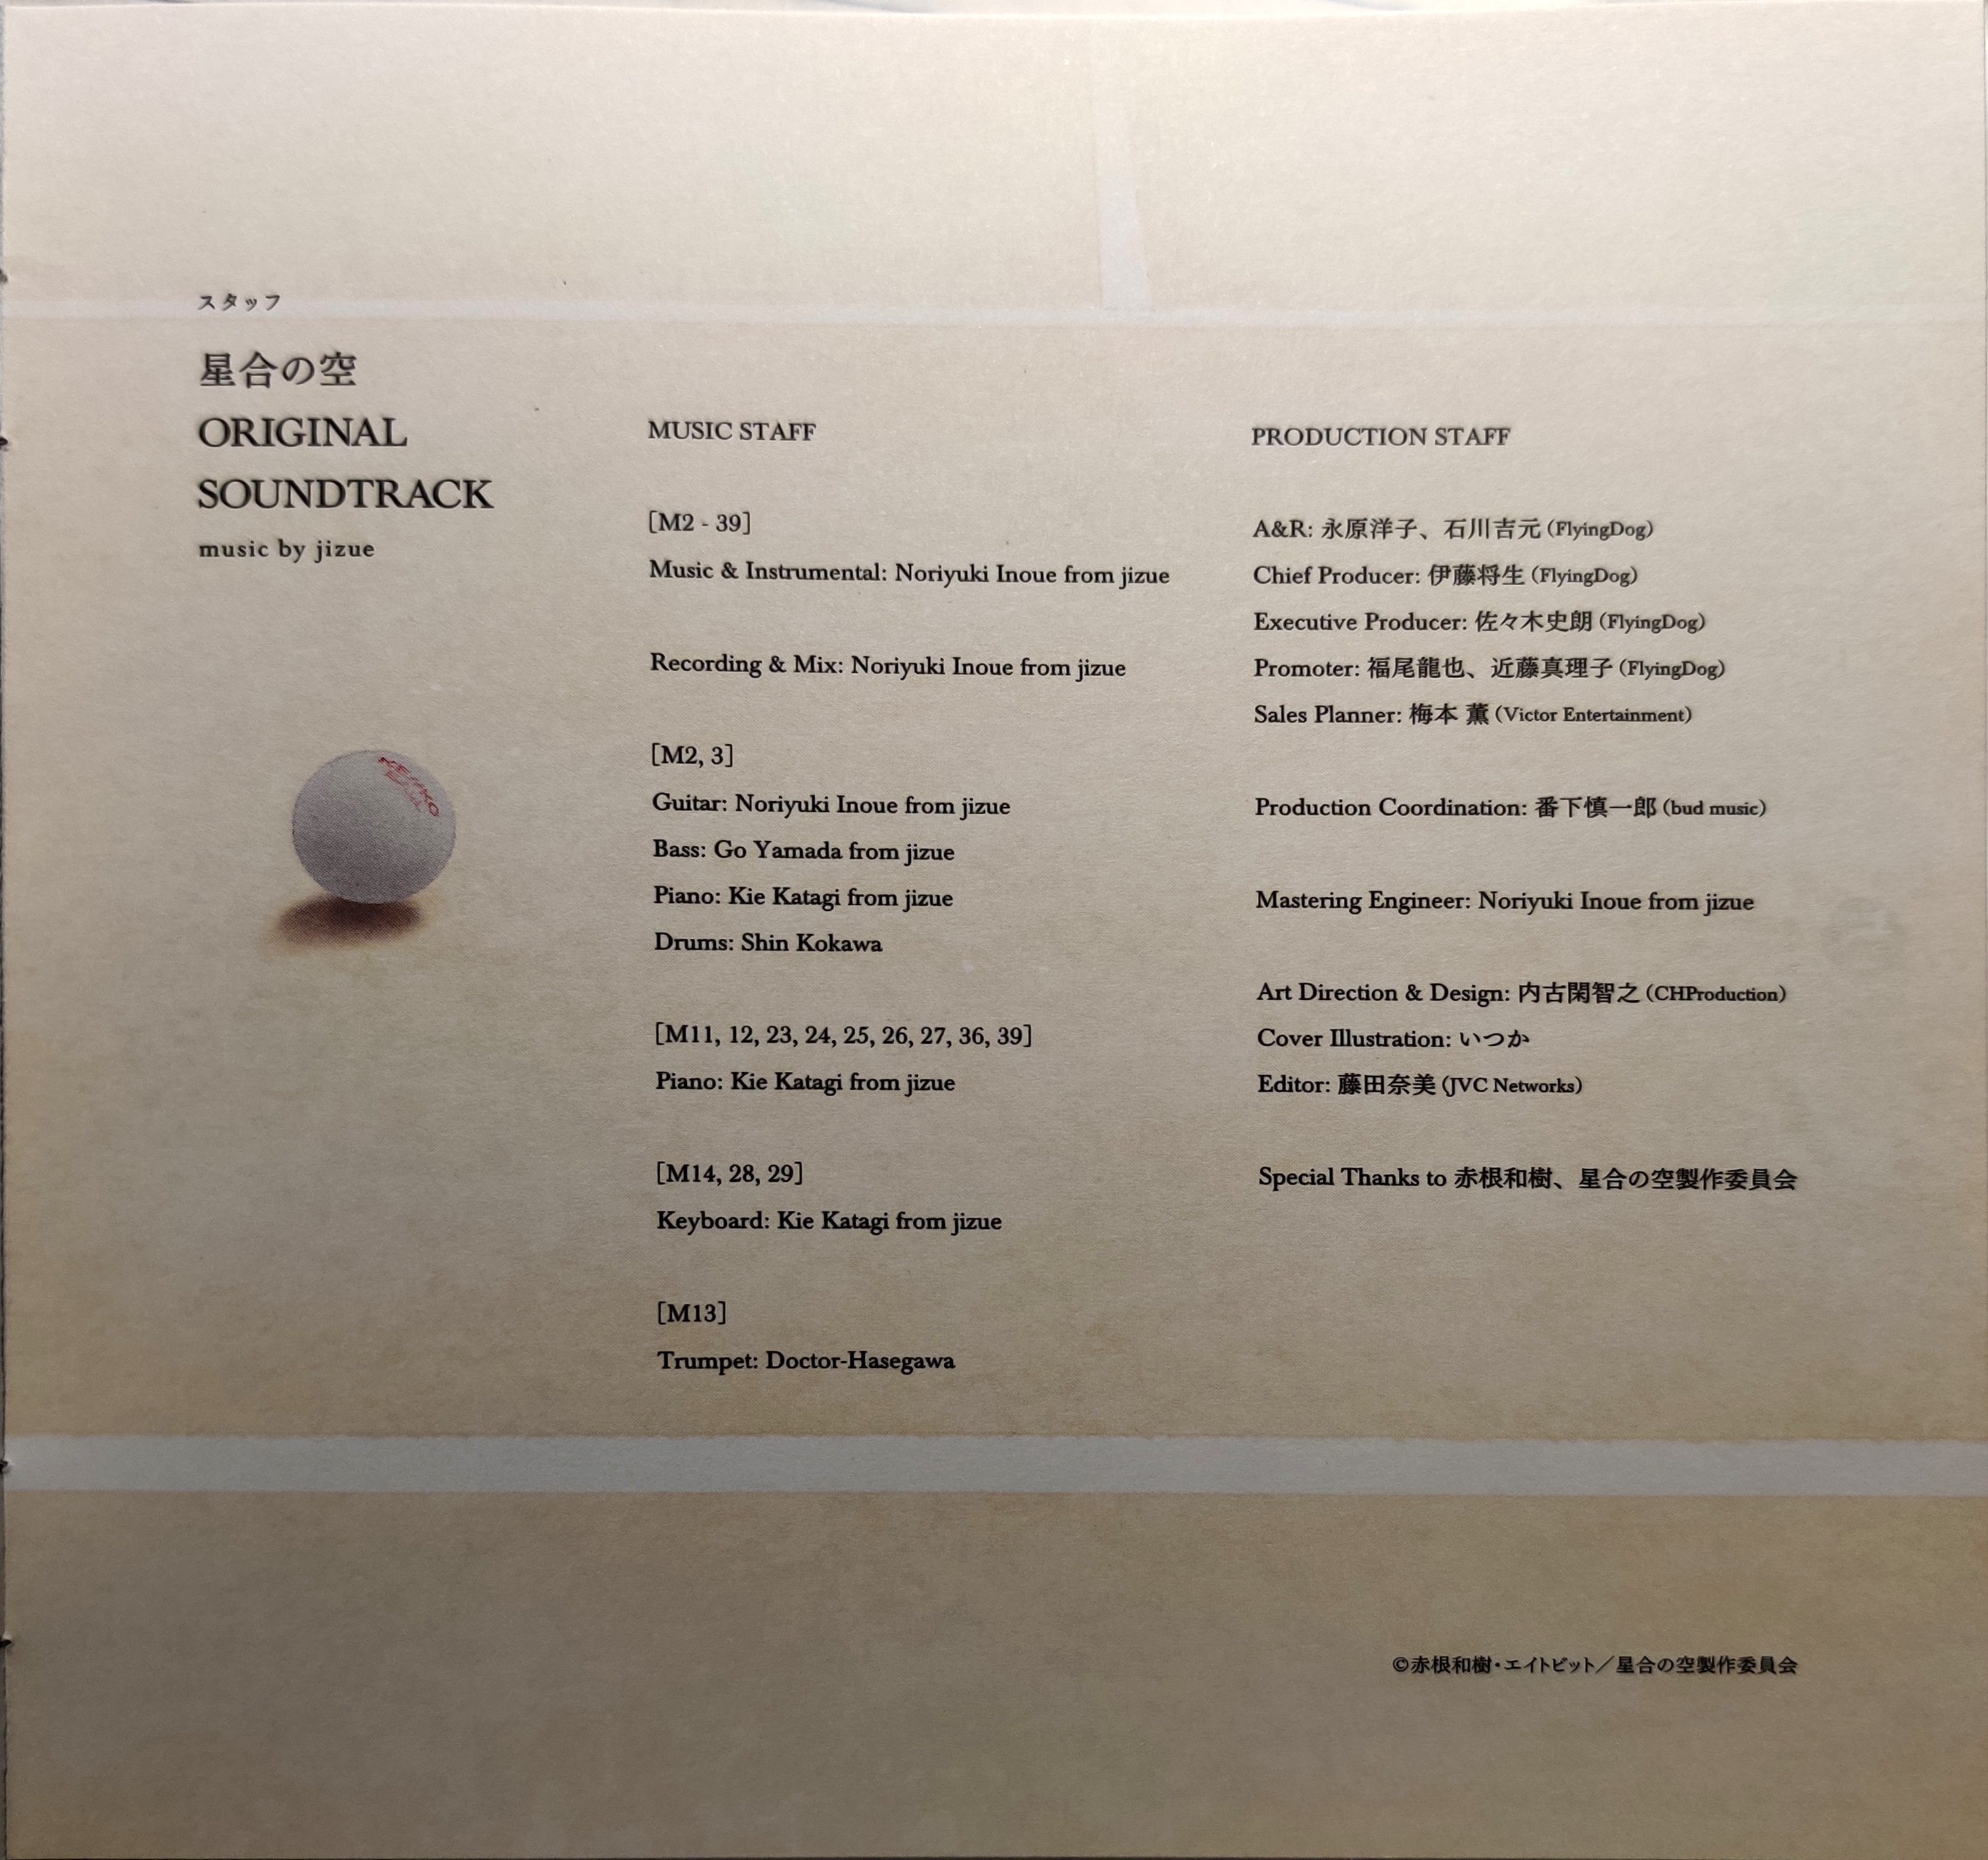 スタッフ
星合の空
ORIGINAL
SOUNDTRACK
music by jizue
MUSIC STAFF
[M2 - 39]
Music & Instrumental: Noriyuki Inoue from jizue
Recording & Mix: Noriyuki Inoue from jizue
[M2, 3]
Guitar: Noriyuki Inoue from jizue
Bass: Go Yamada from jizue
Piano: Kie Katagi from jizue
Drums: Shin Kokawa
[M11, 12, 23, 24, 25, 26, 27, 36, 39]
Piano: Kie Katagi from jizue
[M14, 28, 29]
Keyboard: Kie Katagi from jizue
[M13]
Trumpet: Doctor-Hasegawa
PRODUCTION STAFF
A&R: 永原洋子、石川吉元 (FlyingDog)
Chief Producer: 伊藤将生 (FlyingDog)
Executive Producer: 佐々木史朗 (FlyingDog)
Promoter: 福尾龍也、近藤真理子 (FlyingDog)
Sales Planner: 梅本 薫 (Victor Entertainment)
Production Coordination: 番下慎一郎 (bud music)
Mastering Engineer: Noriyuki Inoue from jizue
Art Direction & Design: 内古閑智之 (CHProduction)
Cover Illustration: いつか
Editor: 藤田奈美 (JVC Networks)
Special Thanks to 赤根和樹、星合の空製作委員会
©赤根和樹・エイトビット／星合の空製作委員会